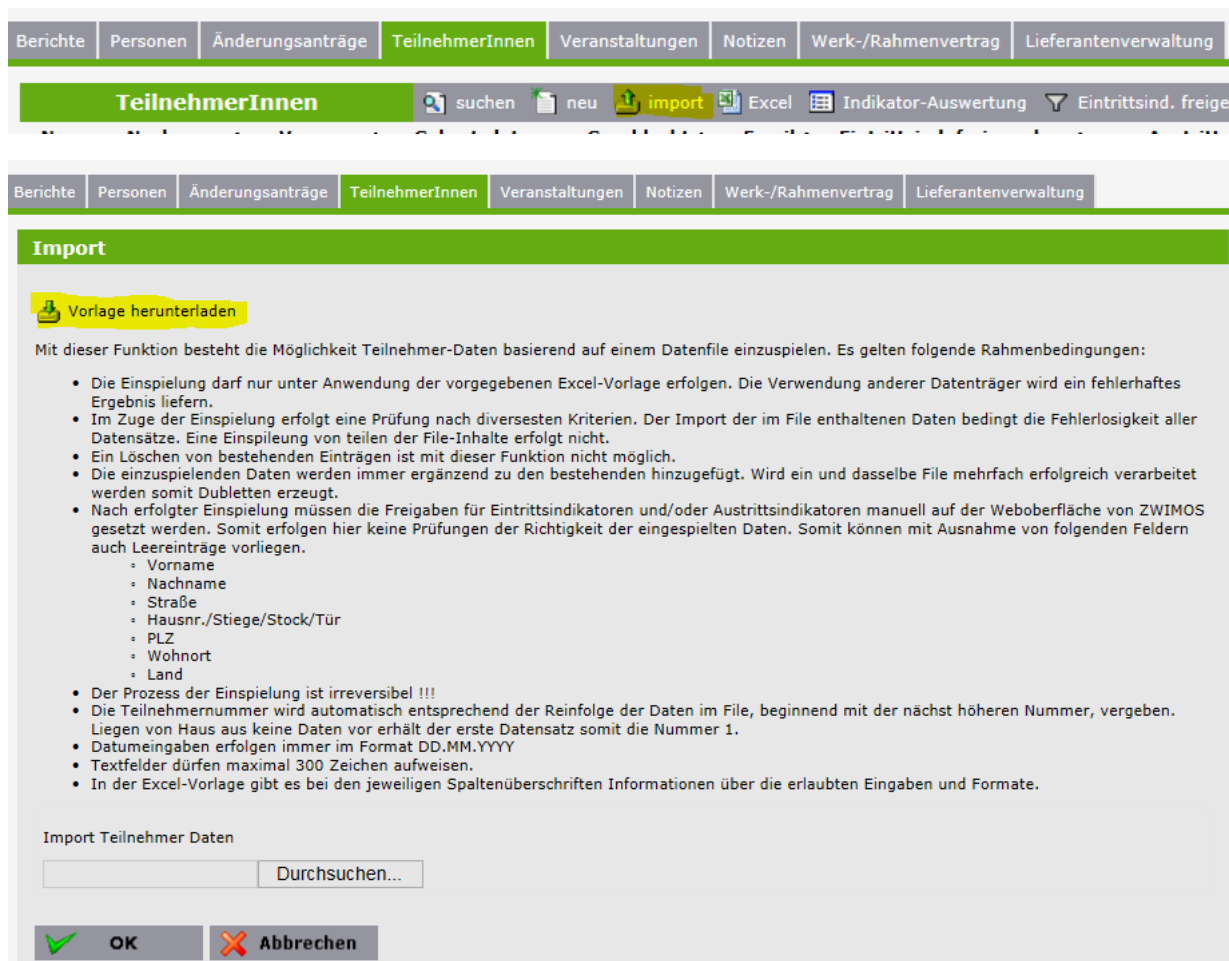 Berichte Personen Änderungsanträge TeilnehmerInnen Veranstaltungen Notizen Werk-/Rahmenvertrag Lieferantenverwaltung
TeilnehmerInnen suchen neu import Excel Indikator-Auswertung Eintrittsind. freige
Berichte Personen Änderungsanträge TeilnehmerInnen Veranstaltungen Notizen Werk-/Rahmenvertrag Lieferantenverwaltung
Import
Vorlage herunterladen
Mit dieser Funktion besteht die Möglichkeit Teilnehmer-Daten basierend auf einem Datenfile einzuspielen. Es gelten folgende Rahmenbedingungen:
• Die Einspielung darf nur unter Anwendung der vorgegebenen Excel-Vorlage erfolgen. Die Verwendung anderer Datenträger wird ein fehlerhaftes
Ergebnis liefern.
• Im Zuge der Einspielung erfolgt eine Prüfung nach diversesten Kriterien. Der Import der im File enthaltenen Daten bedingt die Fehlerlosigkeit aller
Datensätze. Eine Einspileung von teilen der File-Inhalte erfolgt nicht.
• Ein Löschen von bestehenden Einträgen ist mit dieser Funktion nicht möglich.
• Die einzuspielenden Daten werden immer ergänzend zu den bestehenden hinzugefügt. Wird ein und dasselbe File mehrfach erfolgreich verarbeitet
werden somit Dubletten erzeugt.
• Nach erfolgter Einspielung müssen die Freigaben für Eintrittsindikatoren und/oder Austrittsindikatoren manuell auf der Weboberfläche von ZWIMOS
gesetzt werden. Somit erfolgen hier keine Prüfungen der Richtigkeit der eingespielten Daten. Somit können mit Ausnahme von folgenden Feldern
auch Leereinträge vorliegen.
◦ Vorname
◦ Nachname
◦ Straße
◦ Hausnr./Stiege/Stock/Tür
◦ PLZ
◦ Wohnort
◦ Land
• Der Prozess der Einspielung ist irreversibel !!!
• Die Teilnehmernummer wird automatisch entsprechend der Reinfolge der Daten im File, beginnend mit der nächst höheren Nummer, vergeben.
Liegen von Haus aus keine Daten vor erhält der erste Datensatz somit die Nummer 1.
• Datumeingaben erfolgen immer im Format DD.MM.YYYY
• Textfelder dürfen maximal 300 Zeichen aufweisen.
• In der Excel-Vorlage gibt es bei den jeweiligen Spaltenüberschriften Informationen über die erlaubten Eingaben und Formate.
Import Teilnehmer Daten
Durchsuchen...
OK Abbrechen